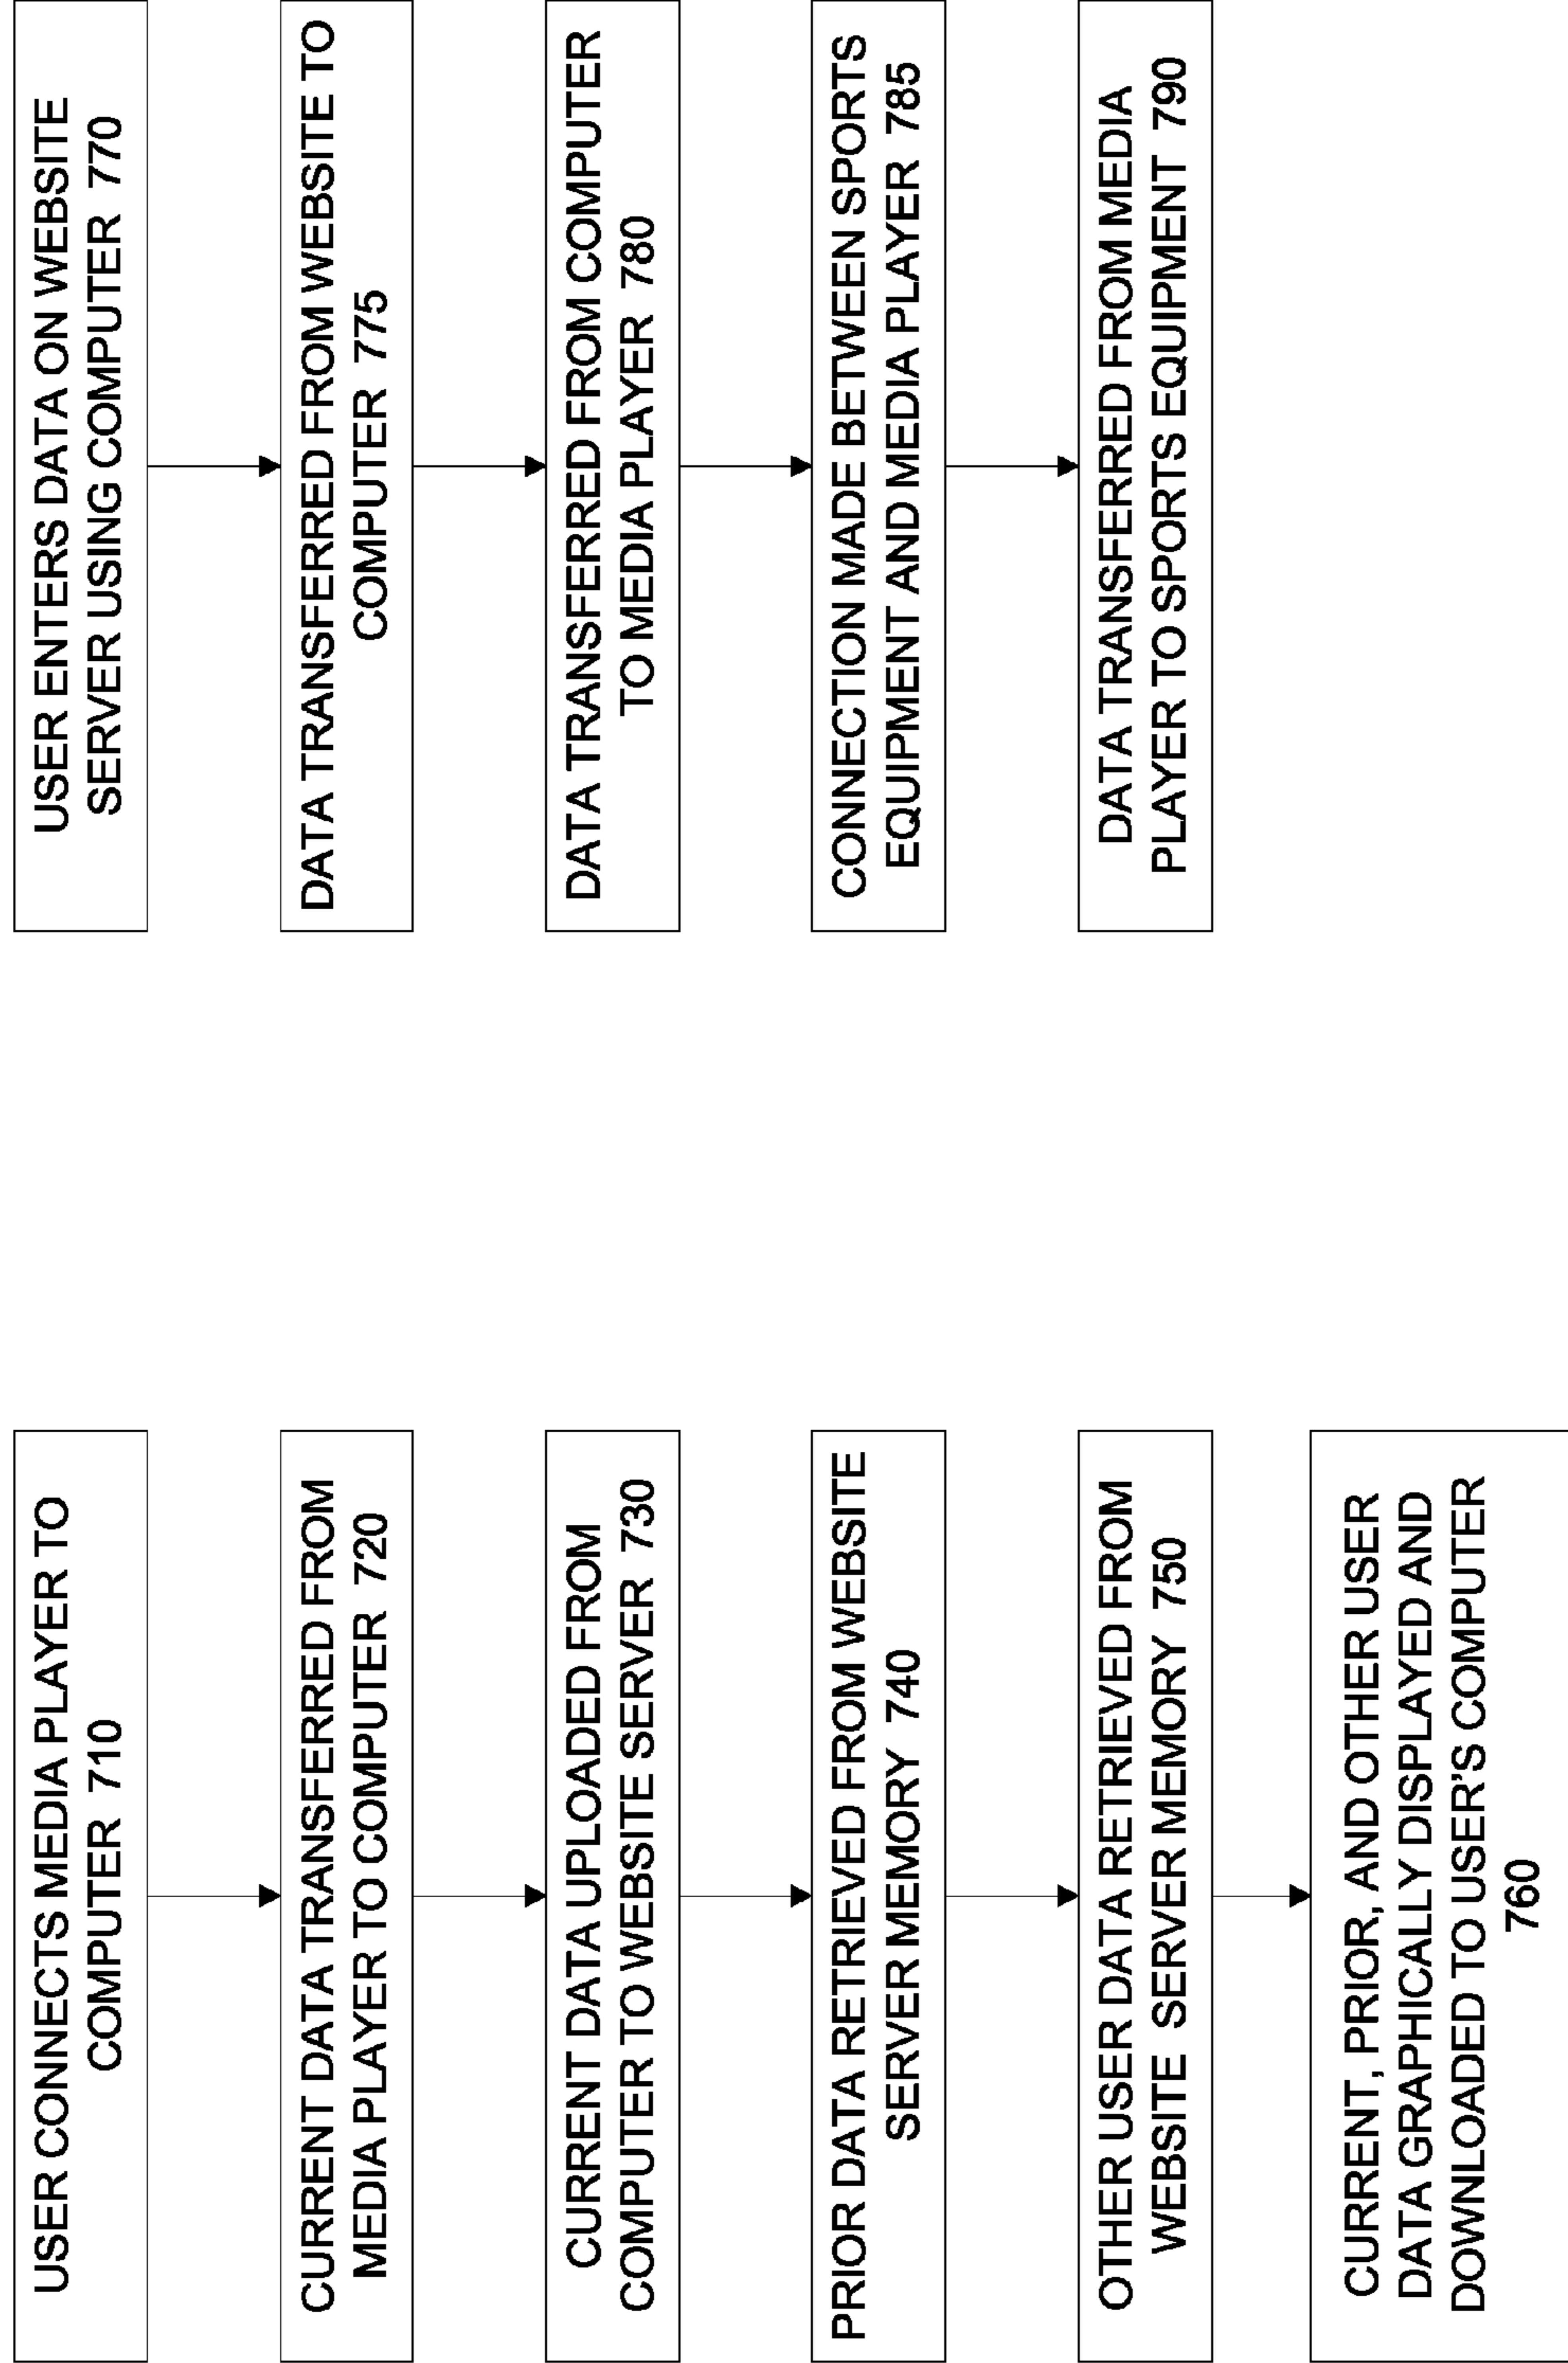 USER CONNECTS MEDIA PLAYER TO
COMPUTER 710
CURRENT DATA TRANSFERRED FROM
MEDIA PLAYER TO COMPUTER 720
CURRENT DATA UPLOADED FROM
COMPUTER TO WEBSITE SERVER 730
PRIOR DATA RETRIEVED FROM WEBSITE
SERVER MEMORY 740
OTHER USER DATA RETRIEVED FROM
WEBSITE SERVER MEMORY 750
CURRENT, PRIOR, AND OTHER USER
DATA GRAPHICALLY DISPLAYED AND
DOWNLOADED TO USER'S COMPUTER
760
USER ENTERS DATA ON WEBSITE
SERVER USING COMPUTER 770
DATA TRANSFERRED FROM WEBSITE TO
COMPUTER 775
DATA TRANSFERRED FROM COMPUTER
TO MEDIA PLAYER 780
CONNECTION MADE BETWEEN SPORTS
EQUIPMENT AND MEDIA PLAYER 785
DATA TRANSFERRED FROM MEDIA
PLAYER TO SPORTS EQUIPMENT 790